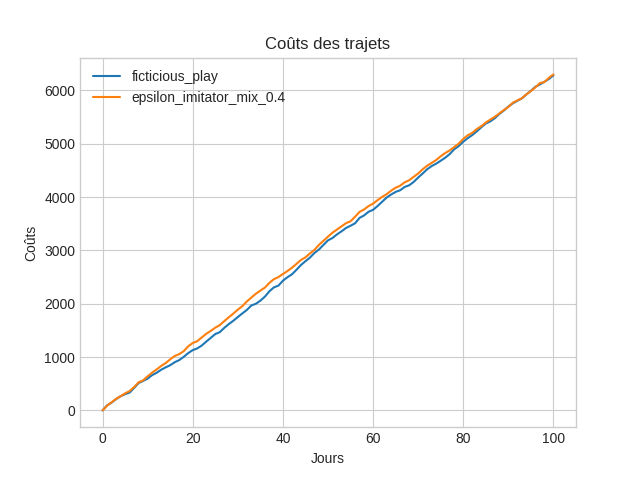 Coûts des trajets
ficticious_play
epsilon_imitator_mix_0.4
Coûts
6000
5000
4000
3000
2000
1000
0
0 20 40 60 80 100
Jours